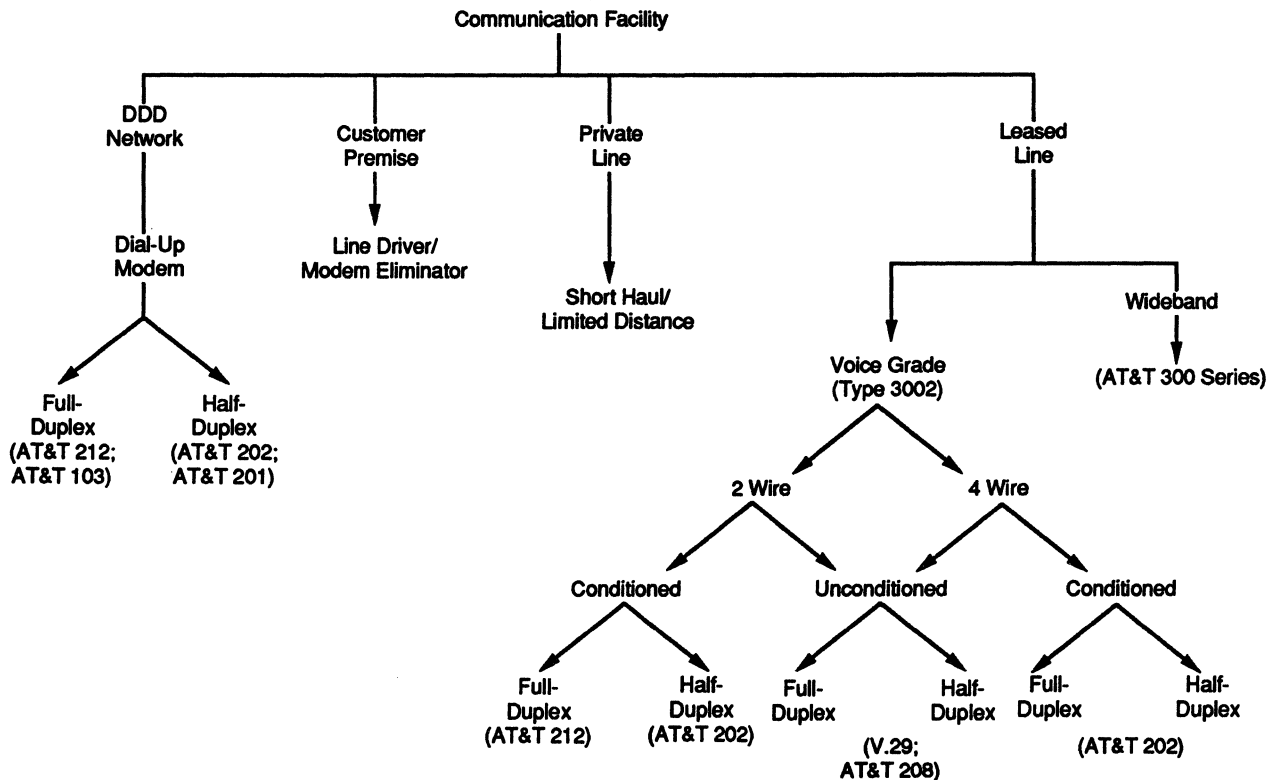 Communication Facility
DDD
Network
Customer
Premise
Private
Line
Leased
Line
Dial-Up
Modem
Line Driver/
Modem Eliminator
Short Haul/
Limited Distance
Wideband
(AT&T 300 Series)
Voice Grade
(Type 3002)
Full-
Duplex
(AT&T 212;
AT&T 103)
Half-
Duplex
(AT&T 202;
AT&T 201)
2 Wire
4 Wire
Conditioned
Unconditioned
Conditioned
Full-
Duplex
(AT&T 212)
Half-
Duplex
(AT&T 202)
Full-
Duplex
Half-
Duplex
(V.29;
AT&T 208)
Full-
Duplex
Half-
Duplex
(AT&T 202)